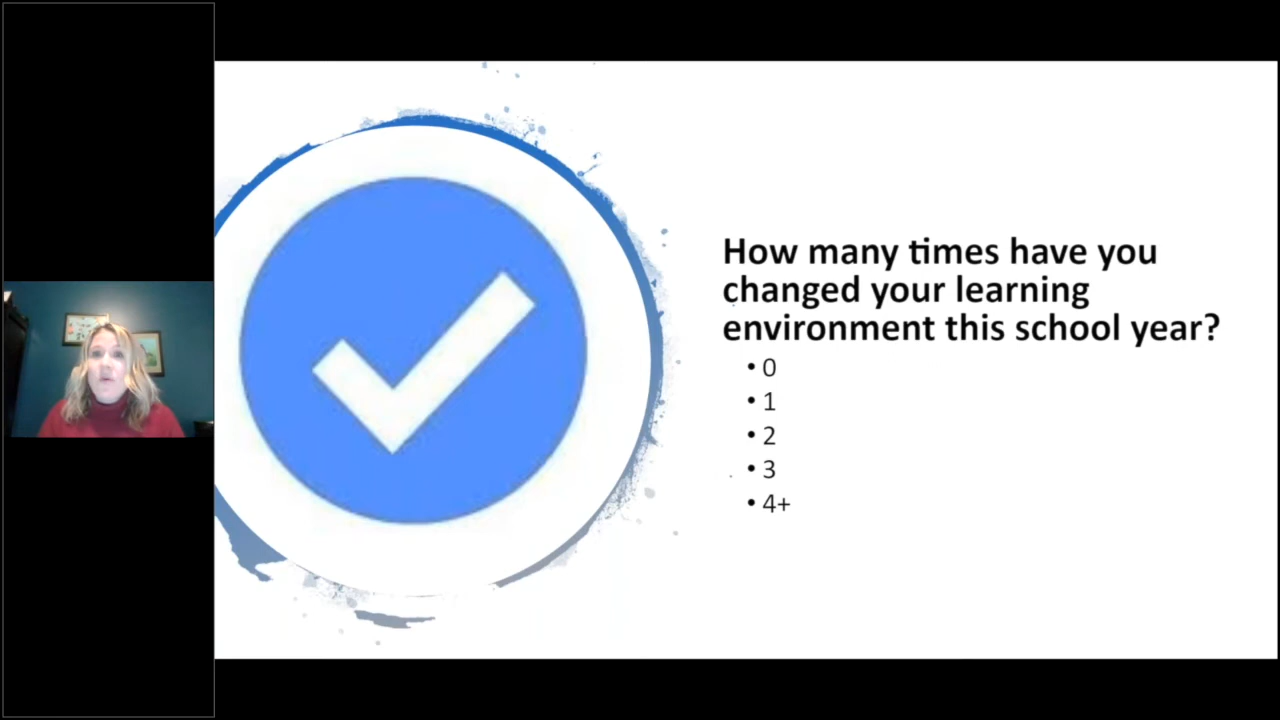 How many times have you
changed your learning
environment this school year?
• 0
• 1
• 2
• 3
• 4+